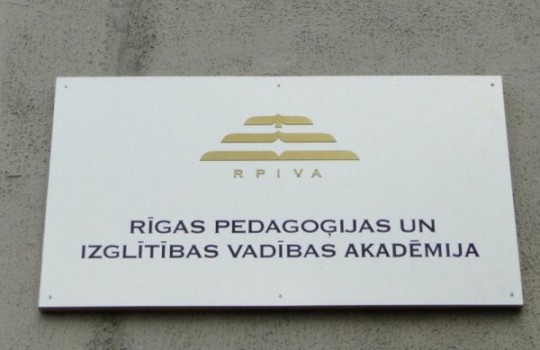 RPIVA
RĪGAS PEDAGOĢIJAS UN
IZGLĪTĪBAS VADĪBAS AKADĒMIJA